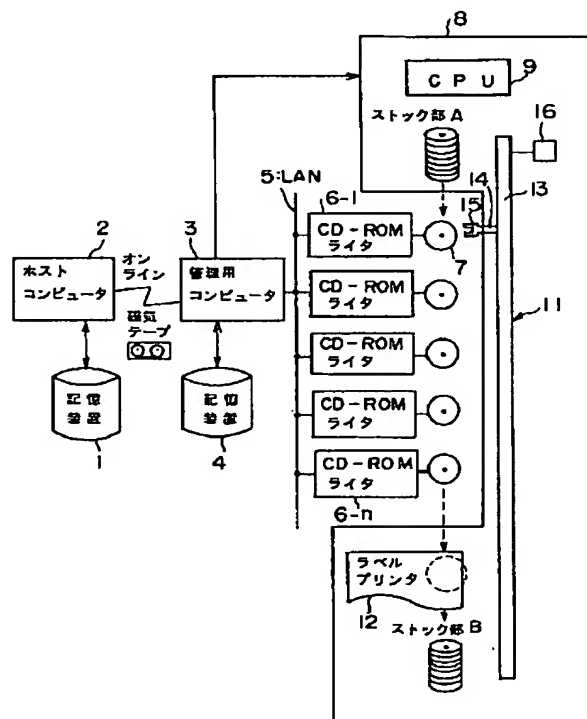 8
CPU
9
ストック部A
16
5:LAN
14
13
15
6-1
2
3
オン
ライン
CD-ROM
ライタ
7
ホスト
コンピュータ
管理用
コンピュータ
磁気
テープ
CD-ROM
ライタ
11
CD-ROM
ライタ
記憶
装置
記憶
装置
CD-ROM
ライタ
1
4
CD-ROM
ライタ
6-n
ラベル
プリンタ
12
ストック部B